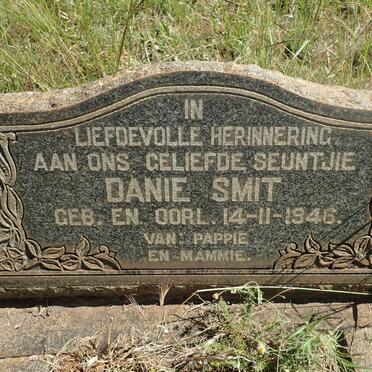 IN
LIEFDEVOLLE HERINNERING
AAN ONS GELIEFDE SEUNTJIE
DANIE SMIT
GEB. EN OORL. 14-11-1946.
VAN: PAPPIE
EN MAMMIE.